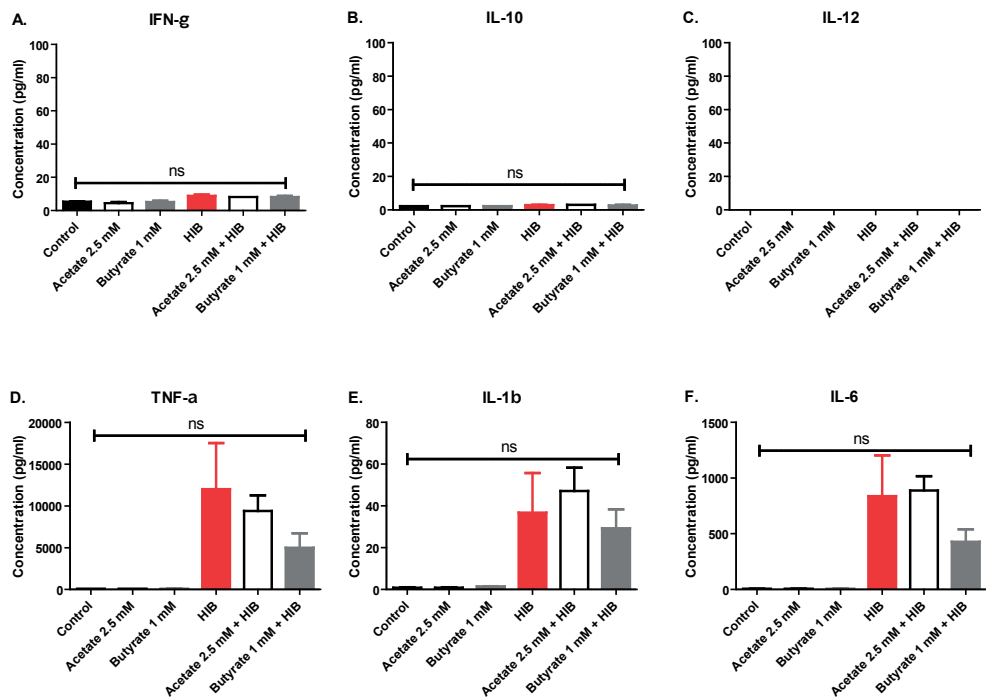 A.
IFN-g
Concentration (pg/ml)
100
80
60
40
20
0
ns
Control
Acetate 2.5 mM
Butyrate 1 mM
HIB
Acetate 2.5 mM + HIB
Butyrate 1 mM + HIB
B.
IL-10
Concentration (pg/ml)
100
80
60
40
20
0
ns
Control
Acetate 2.5 mM
Butyrate 1 mM
HIB
Acetate 2.5 mM + HIB
Butyrate 1 mM + HIB
C.
IL-12
Concentration (pg/ml)
100
80
60
40
20
0
Control
Acetate 2.5 mM
Butyrate 1 mM
HIB
Acetate 2.5 mM + HIB
Butyrate 1 mM + HIB
D.
TNF-a
Concentration (pg/ml)
20000
15000
10000
5000
0
ns
Control
Acetate 2.5 mM
Butyrate 1 mM
HIB
Acetate 2.5 mM + HIB
Butyrate 1 mM + HIB
E.
IL-1b
Concentration (pg/ml)
80
60
40
20
0
ns
Control
Acetate 2.5 mM
Butyrate 1 mM
HIB
Acetate 2.5 mM + HIB
Butyrate 1 mM + HIB
F.
IL-6
Concentration (pg/ml)
1500
1000
500
0
ns
Control
Acetate 2.5 mM
Butyrate 1 mM
HIB
Acetate 2.5 mM + HIB
Butyrate 1 mM + HIB